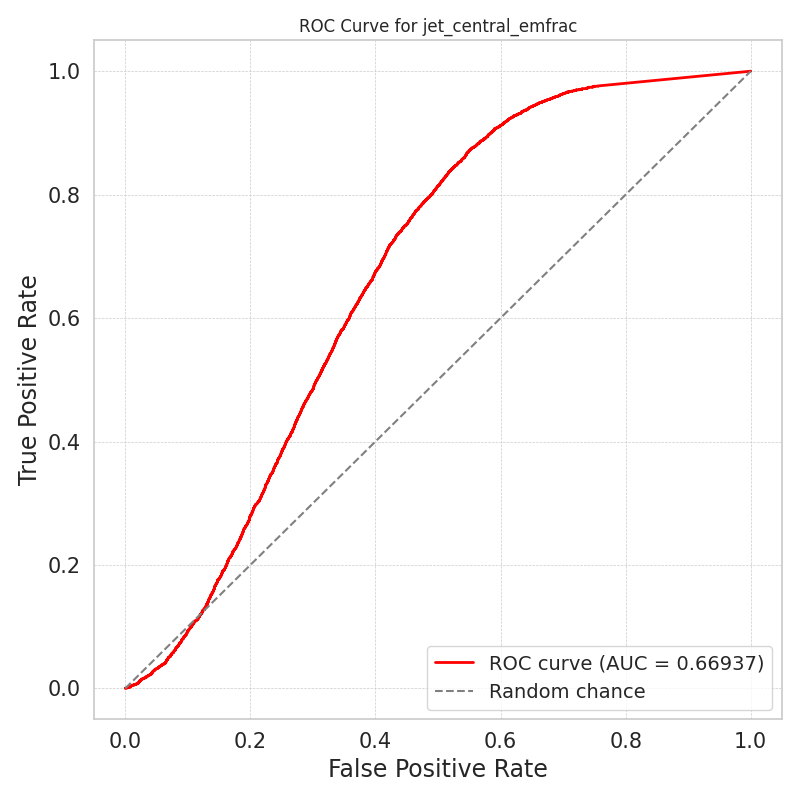 ROC Curve for jet_central_emfrac
True Positive Rate
1.0
0.8
0.6
0.4
0.2
0.0
ROC curve (AUC = 0.66937)
Random chance
0.0 0.2 0.4 0.6 0.8 1.0
False Positive Rate